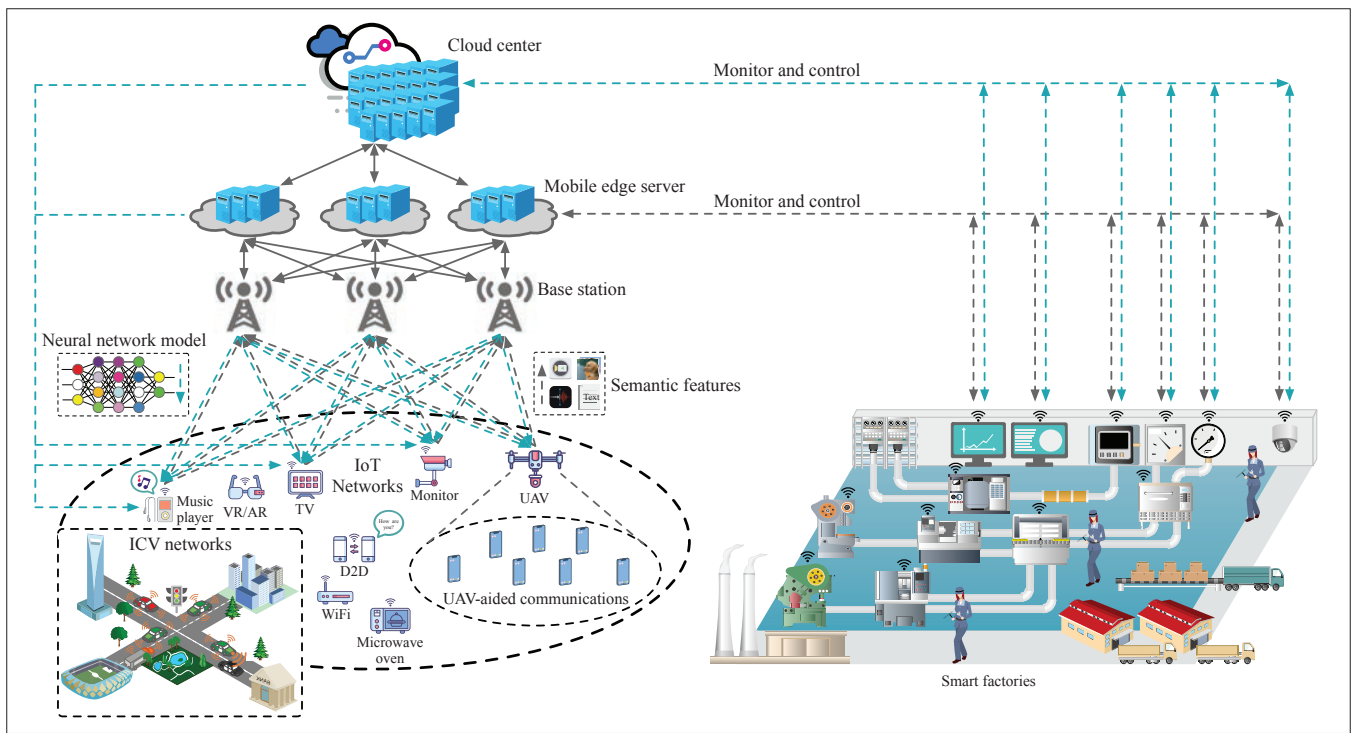 Cloud center
Monitor and control
Mobile edge server
Monitor and control
Base station
Neural network model
Semantic features
Text
IoT
Networks
Music
player
VR/AR
TV
Monitor
UAV
How are
you?
D2D
WiFi
Microwave
oven
UAV-aided communications
ICV networks
Smart factories